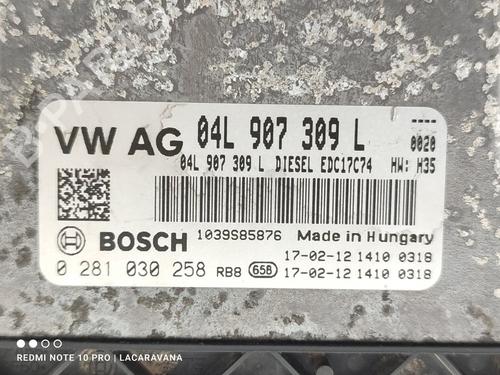 VW AG 04L 907 309 L 0020
04L 907 309 L DIESEL EDC17C74 HW: H35
BOSCH 1039S85876 Made in Hungary
17-02-12 1410 0318
0 281 030 258 RB8 658 17-02-12 1410 0318
REDMI NOTE 10 PRO | LACARAVANA